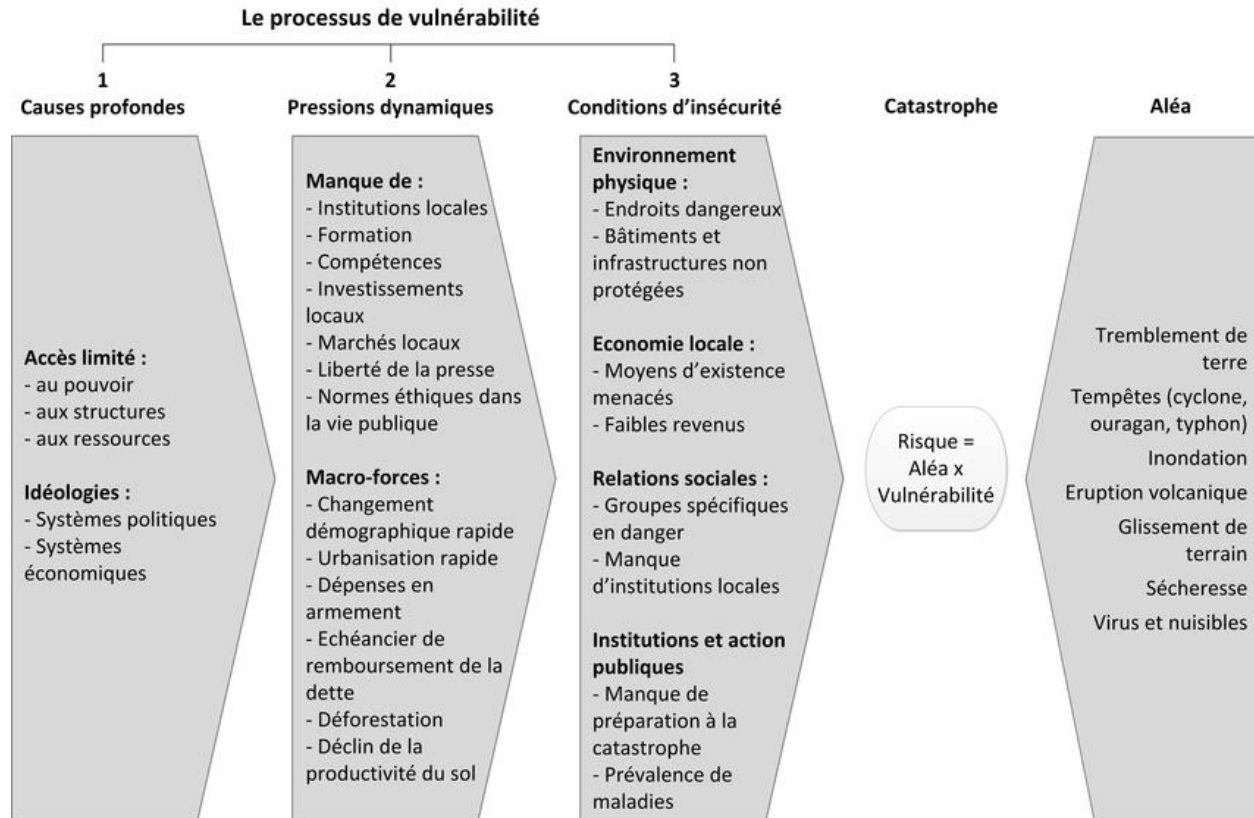 Le processus de vulnérabilité
1
Causes profondes
2
Pressions dynamiques
3
Conditions d'insécurité
Catastrophe
Aléa
Accès limité :
- au pouvoir
- aux structures
- aux ressources
Idéologies :
- Systèmes politiques
- Systèmes
économiques
Manque de :
- Institutions locales
- Formation
- Compétences
- Investissements
locaux
- Marchés locaux
- Liberté de la presse
- Normes éthiques dans
la vie publique
Macro-forces :
- Changement
démographique rapide
- Urbanisation rapide
- Dépenses en
armement
- Echéancier de
remboursement de la
dette
- Déforestation
- Déclin de la
productivité du sol
Environnement
physique :
- Endroits dangereux
- Bâtiments et
infrastructures non
protégées
Economie locale :
- Moyens d'existence
menacés
- Faibles revenus
Relations sociales :
- Groupes spécifiques
en danger
- Manque
d'institutions locales
Institutions et action
publiques
- Manque de
préparation à la
catastrophe
- Prévalence de
maladies
Risque =
Aléa x
Vulnérabilité
Tremblement de
terre
Tempêtes (cyclone,
ouragan, typhon)
Inondation
Eruption volcanique
Glissement de
terrain
Sécheresse
Virus et nuisibles